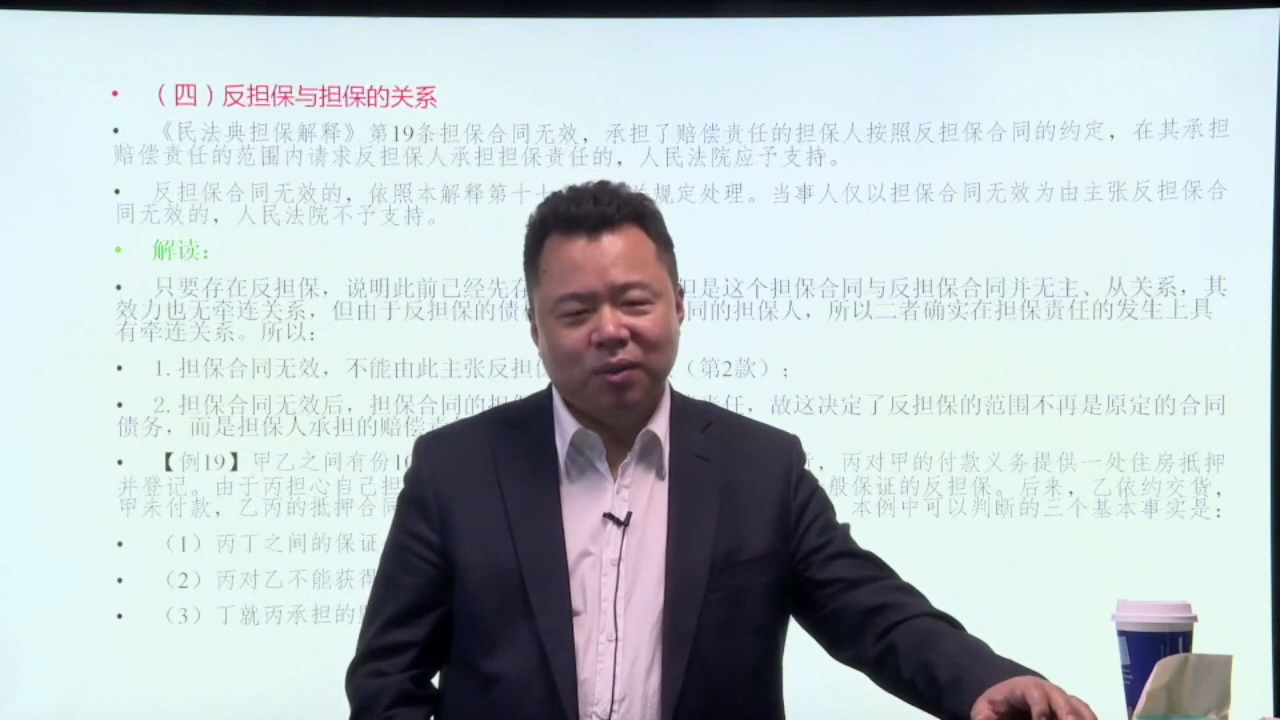 （四）反担保与担保的关系
《民法典担保解释》第19条担保合同无效，承担了赔偿责任的担保人按照反担保合同的约定，在其承担
赔偿责任的范围内请求反担保人承担担保责任的，人民法院应予支持。
反担保合同无效的，依照本解释第十 规定处理。当事人仅以担保合同无效为由主张反担保合
同无效的，人民法院不予支持。
解读：
只要存在反担保，说明此前已经先在 但是这个担保合同与反担保合同并无主、从关系，其
效力也无牵连关系，但由于反担保的债 同的担保人，所以二者确实在担保责任的发生上具
有牵连关系。所以：
1. 担保合同无效，不能由此主张反担 （第2款）；
2. 担保合同无效后，担保合同的担 责任，故这决定了反担保的范围不再是原定的合同
债务，而是担保人承担的赔偿
【例19】甲乙之间有份 ，丙对甲的付款义务提供一处住房抵押
并登记。由于丙担心自己 般保证的反担保。后来，乙依约交货，
甲未付款，乙丙的抵押合同 本例中可以判断的三个基本事实是：
（1）丙丁之间的保证
（2）丙对乙不能获得
（3）丁就丙承担的